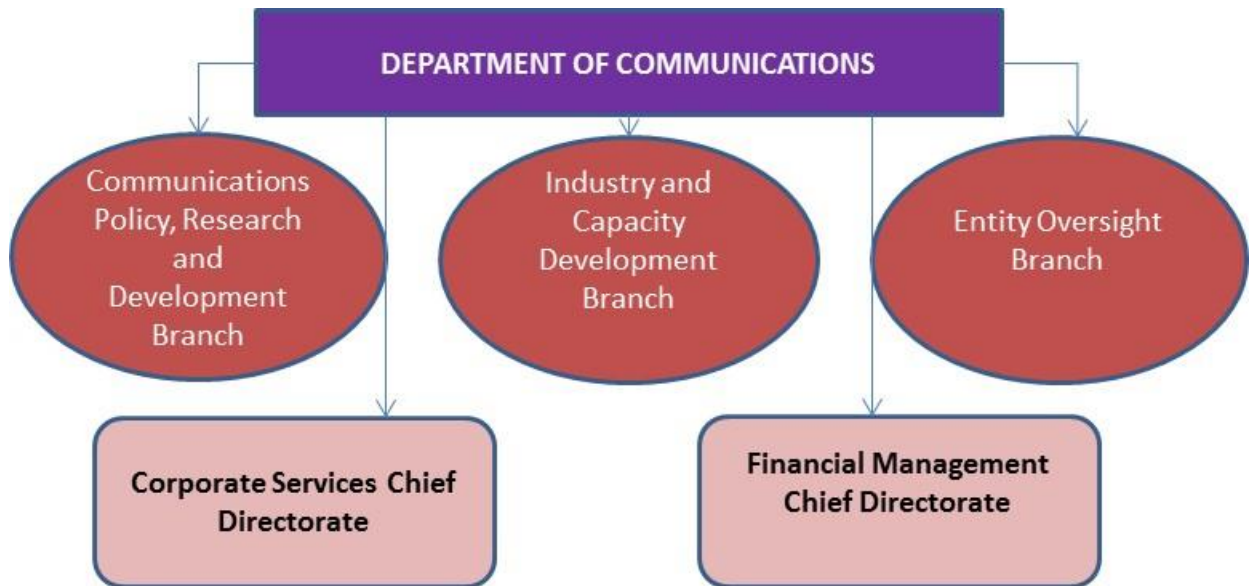 DEPARTMENT OF COMMUNICATIONS
Communications
Policy, Research
and
Development
Branch
Industry and
Capacity
Development
Branch
Entity Oversight
Branch
Corporate Services Chief
Directorate
Financial Management
Chief Directorate